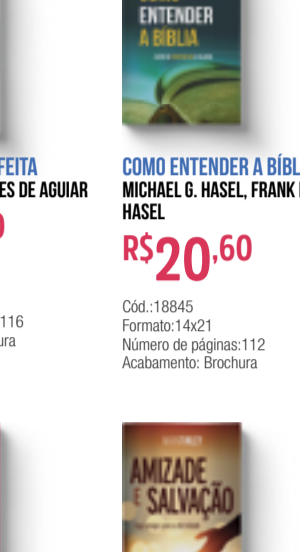 ENTENDER
A BÍBLIA
FEITA
ES DE AGUIAR
116
ura
COMO ENTENDER A BÍBL
MICHAEL G. HASEL, FRANK
HASEL
R$20,60
Cód.:18845
Formato:14x21
Número de páginas:112
Acabamento: Brochura
AMIZADE
E SALVAÇÃO